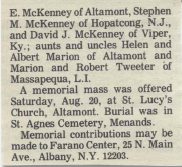 E. McKenney of Altamont, Stephen
M. McKenney of Hopatcong, N.J.,
and David J. McKenney of Viper,
Ky.; aunts and uncles Helen and
Albert Marion of Altamont and
Marion and Robert Tweeter of
Massapequa, L.I.
A memorial mass was offered
Saturday, Aug. 20, at St. Lucy's
Church, Altamont. Burial was in
St. Agnes Cemetery, Menands.
Memorial contributions may be
made to Farano Center, 25 N. Main
Ave., Albany, N.Y. 12203.